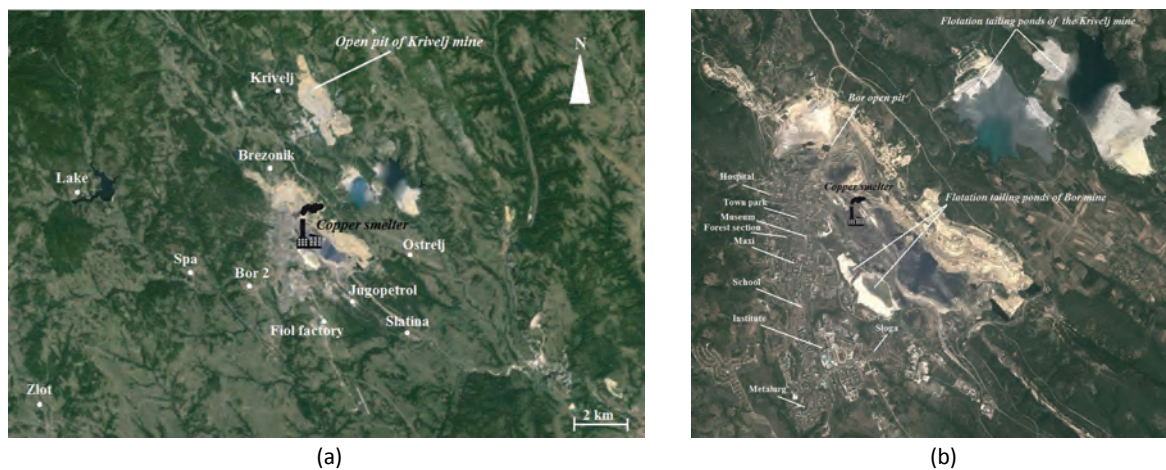 Open pit of Krivelj mine
N
Krivelj
Brezonik
Lake
Copper smelter
Ostrelj
Spa
Bor 2
Jugopetrol
Slatina
Fiol factory
Zlot
2 km
(a)
Flotation tailing ponds of the Krivelj mine
Bor open pit
Hospital
Copper smelter
Town park
Flotation tailing ponds of Bor mine
Museum
Forest section
Maxi
School
Institute
Sloga
Metalurg
(b)